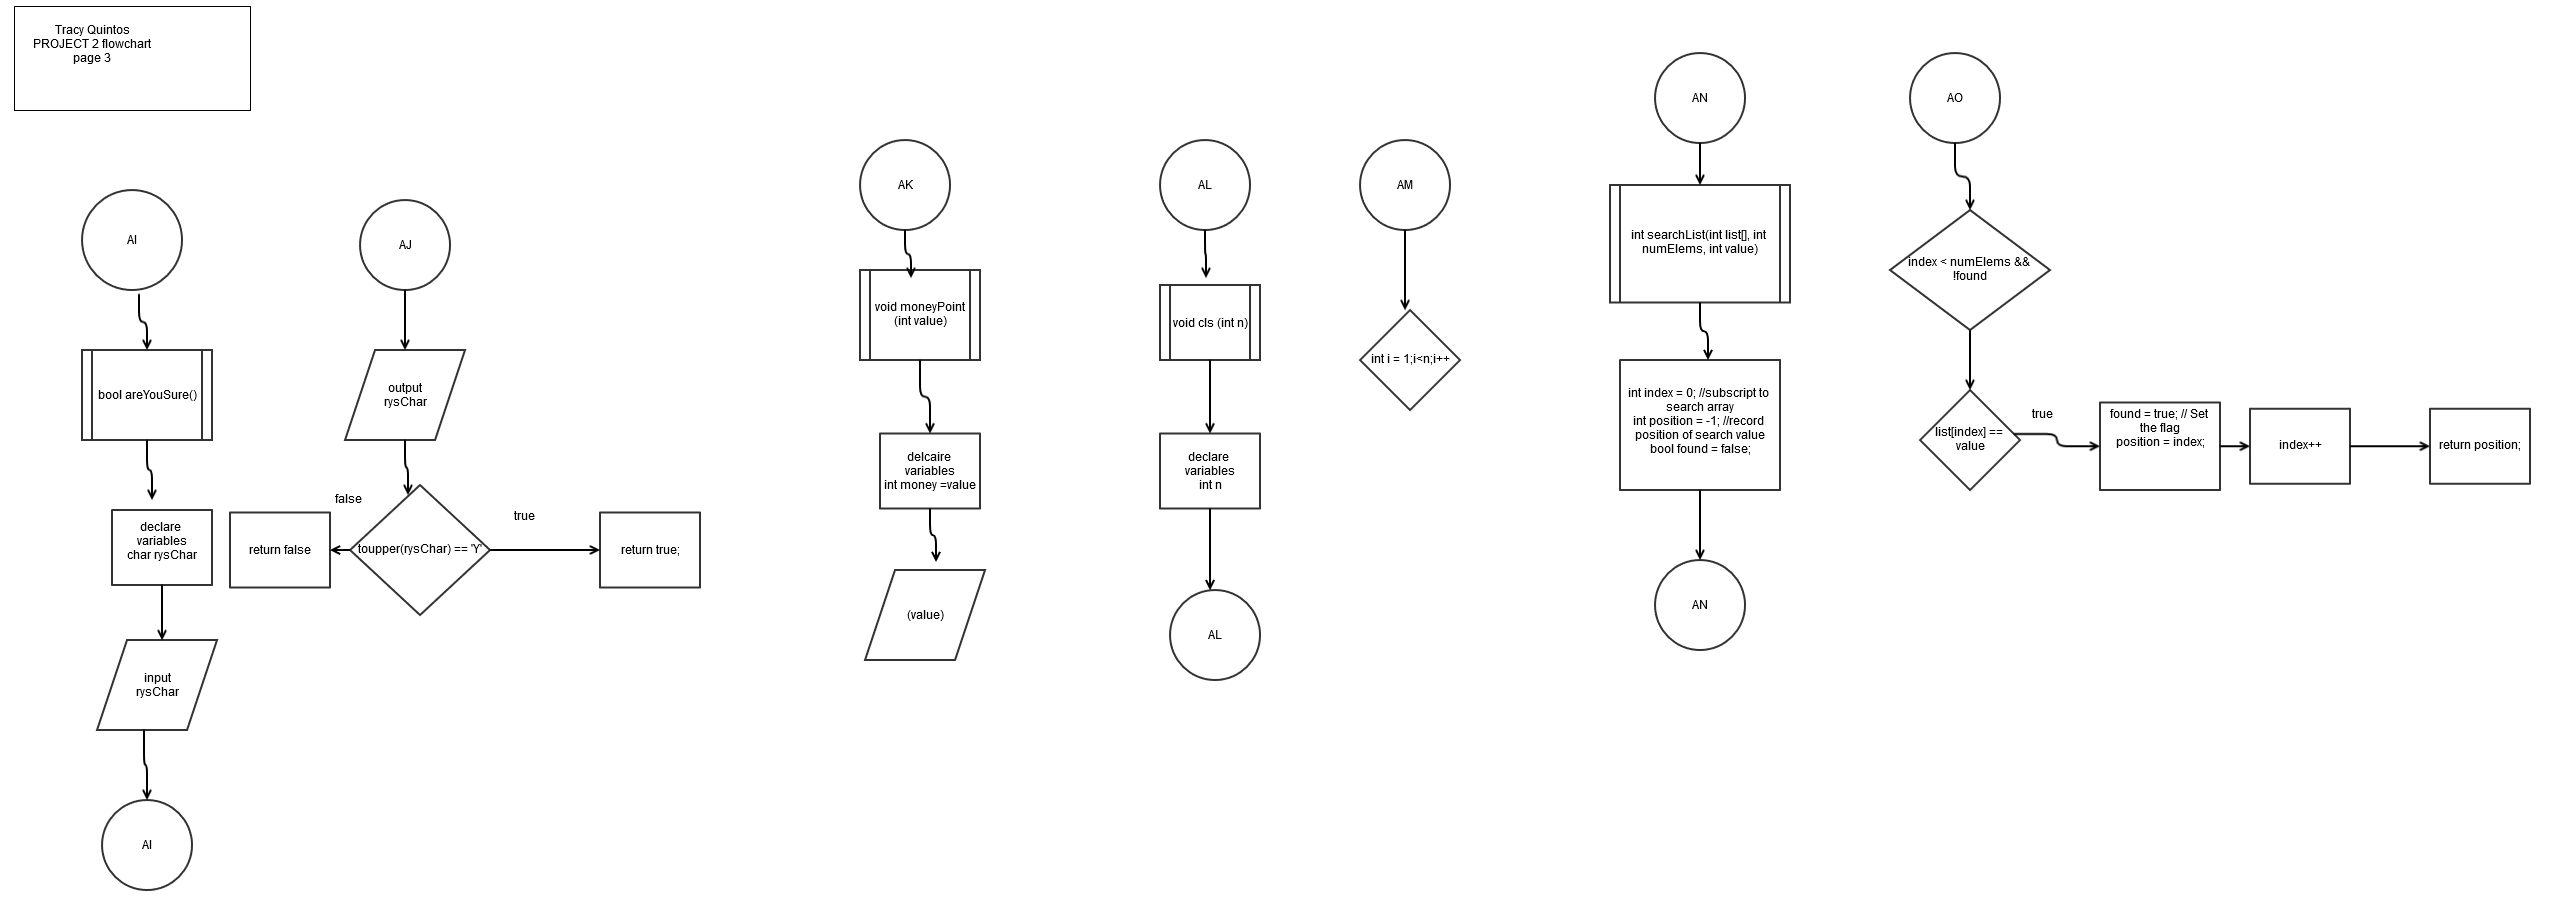 Tracy Quintos
PROJECT 2 flowchart
page 3
AI
bool areYouSure()
declare
variables
char rysChar
input
rysChar
AI
AJ
output
rysChar
false
true
return false
toupper(rysChar) == 'Y'
return true;
AK
void moneyPoint
(int value)
delcaire
variables
int money =value
(value)
AL
void cls (int n)
declare
variables
int n
AL
AM
int i = 1;i<n;i++
AN
int searchList(int list[], int
numElems, int value)
int index = 0; //subscript to
search array
int position = -1; //record
position of search value
bool found = false;
AN
AO
index < numElems &&
!found
list[index] ==
value
true
found = true; // Set
the flag
position = index;
index++
return position;